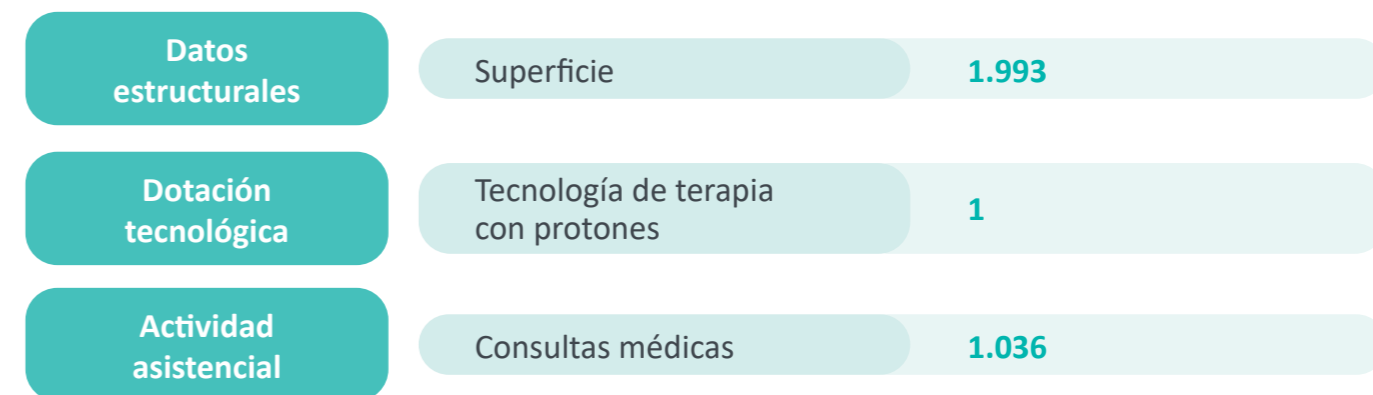 Datos
estructurales
Superficie
1.993
Dotación
tecnológica
Tecnología de terapia
con protones
1
Actividad
asistencial
Consultas médicas
1.036